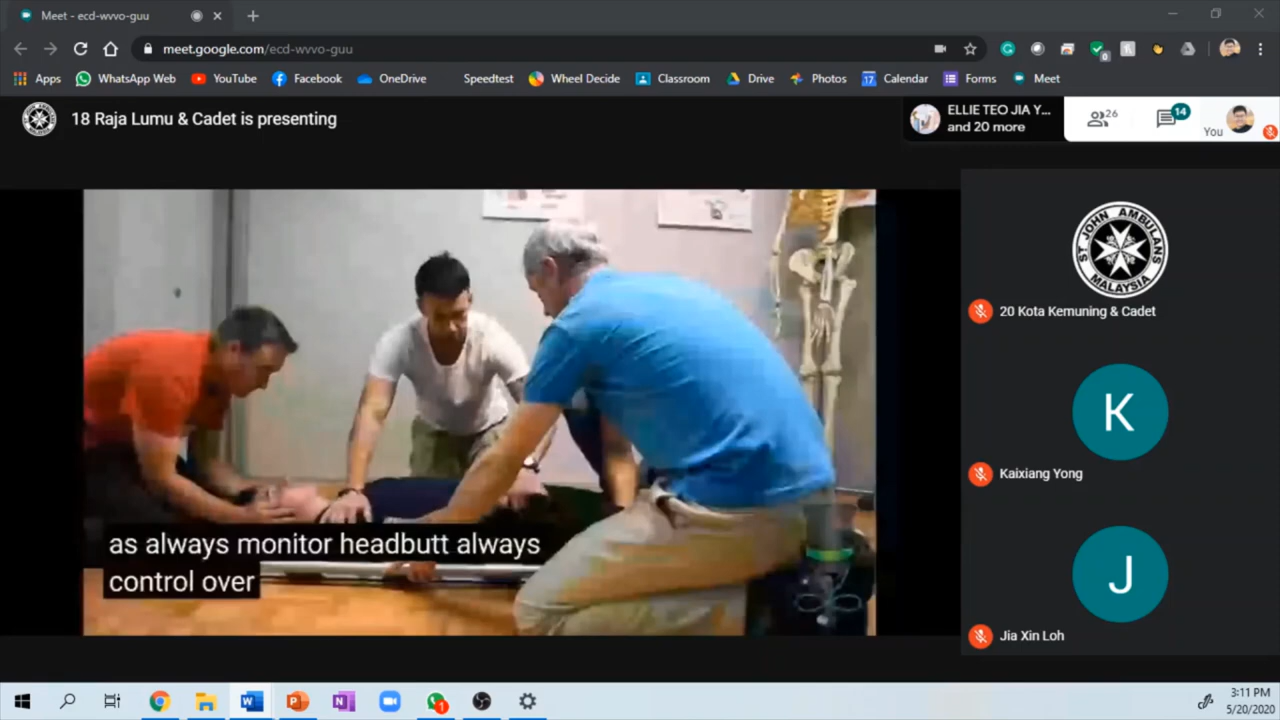 Meet - ecd-wvvo-guu
meet.google.com/ecd-wvvo-guu
0
Apps WhatsApp Web YouTube Facebook OneDrive Speedtest Wheel Decide Classroom Drive Photos 17 Calendar Forms Meet
18 Raja Lumu & Cadet is presenting
ELLIE TEO JIA Y...
and 20 more
26
14
You
ST JOHN AMBULANS
MALAYSIA
20 Kota Kemuning & Cadet
K
Kaixiang Yong
J
Jia Xin Loh
as always monitor headbutt always
control over
1
3:11 PM
5/20/2020